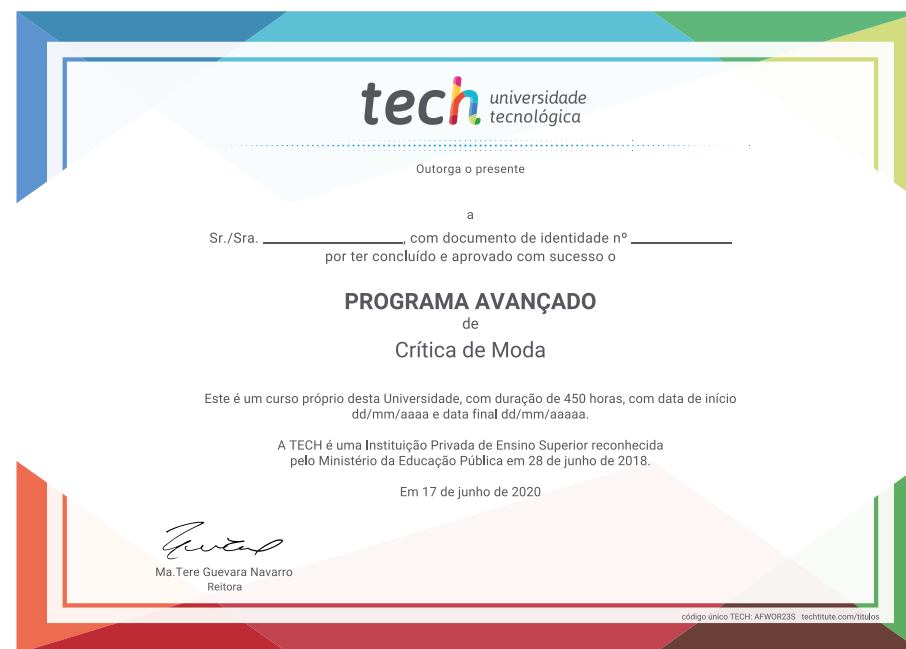 tech universidade
tecnológica
Outorga o presente
a
Sr./Sra. ______________, com documento de identidade nº __________
por ter concluído e aprovado com sucesso o
PROGRAMA AVANÇADO
de
Crítica de Moda
Este é um curso próprio desta Universidade, com duração de 450 horas, com data de início
dd/mm/aaaa e data final dd/mm/aaaaa.
A TECH é uma Instituição Privada de Ensino Superior reconhecida
pelo Ministério da Educação Pública em 28 de junho de 2018.
Em 17 de junho de 2020
Ma.Tere Guevara Navarro
Reitora
código único TECH: AFWOR23S techtitute.com/titulos